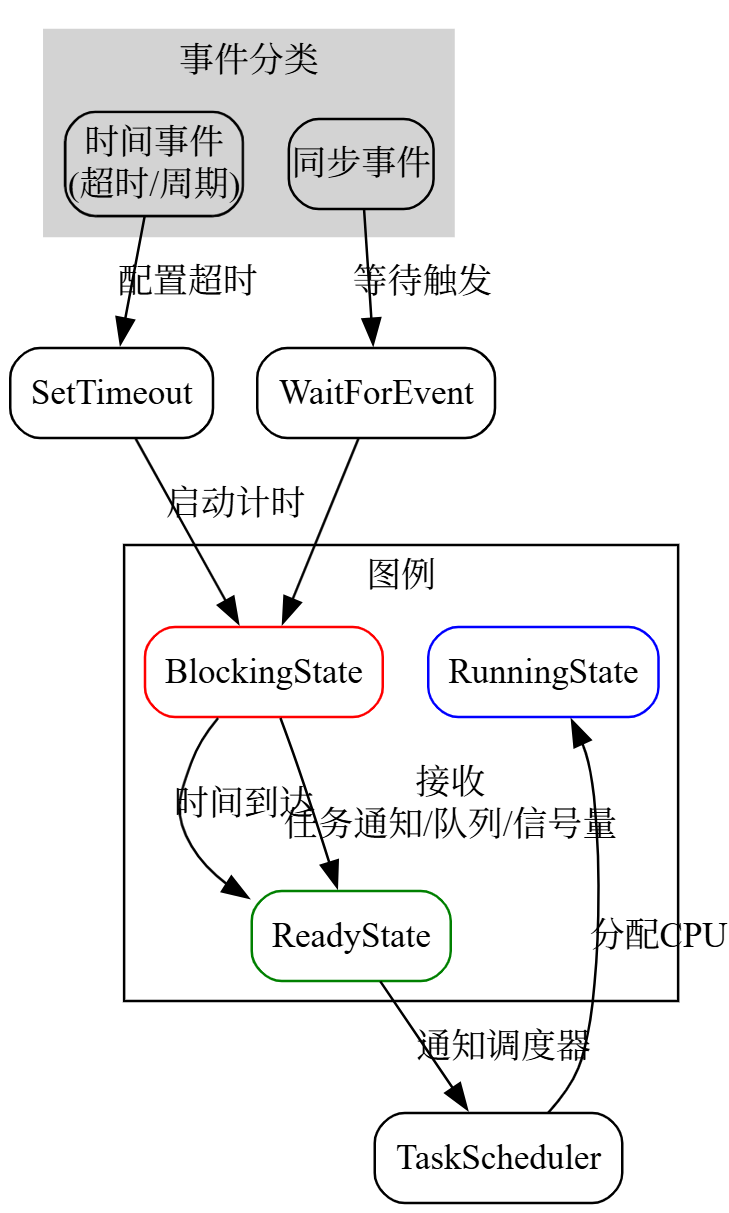 事件分类
时间事件
(超时/周期)
同步事件
配置超时
等待触发
SetTimeout
WaitForEvent
启动计时
图例
BlockingState
RunningState
时间到达
接收
任务通知/队列/信号量
ReadyState
分配CPU
通知调度器
TaskScheduler